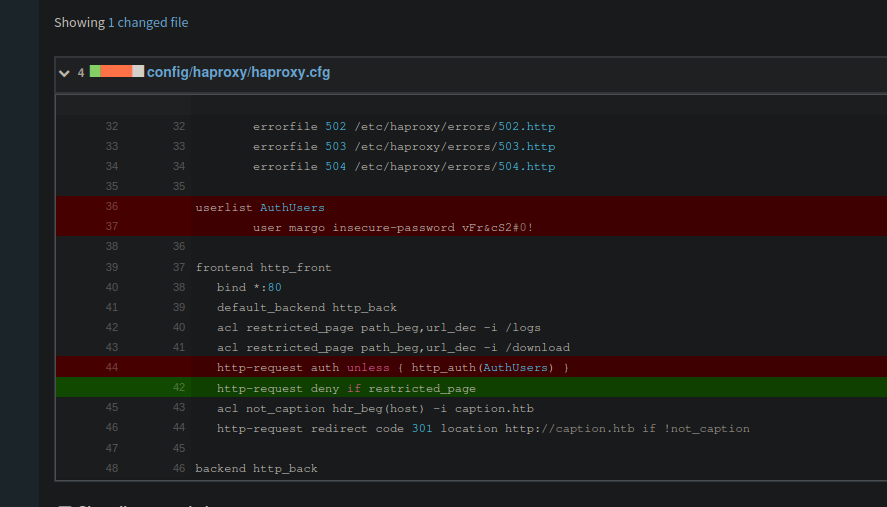 Showing 1 changed file
4 config/haproxy/haproxy.cfg
32 32 errorfile 502 /etc/haproxy/errors/502.http
33 33 errorfile 503 /etc/haproxy/errors/503.http
34 34 errorfile 504 /etc/haproxy/errors/504.http
35 35
36 userlist AuthUsers
37 user margo insecure-password vFr&cS2#0!
38 36
39 37 frontend http_front
40 38 bind *:80
41 39 default_backend http_back
42 40 acl restricted_page path_beg,url_dec -i /logs
43 41 acl restricted_page path_beg,url_dec -i /download
44 http-request auth unless { http_auth(AuthUsers) }
42 http-request deny if restricted_page
45 43 acl not_caption hdr_beg(host) -i caption.htb
46 44 http-request redirect code 301 location http://caption.htb if !not_caption
47 45
48 46 backend http_back